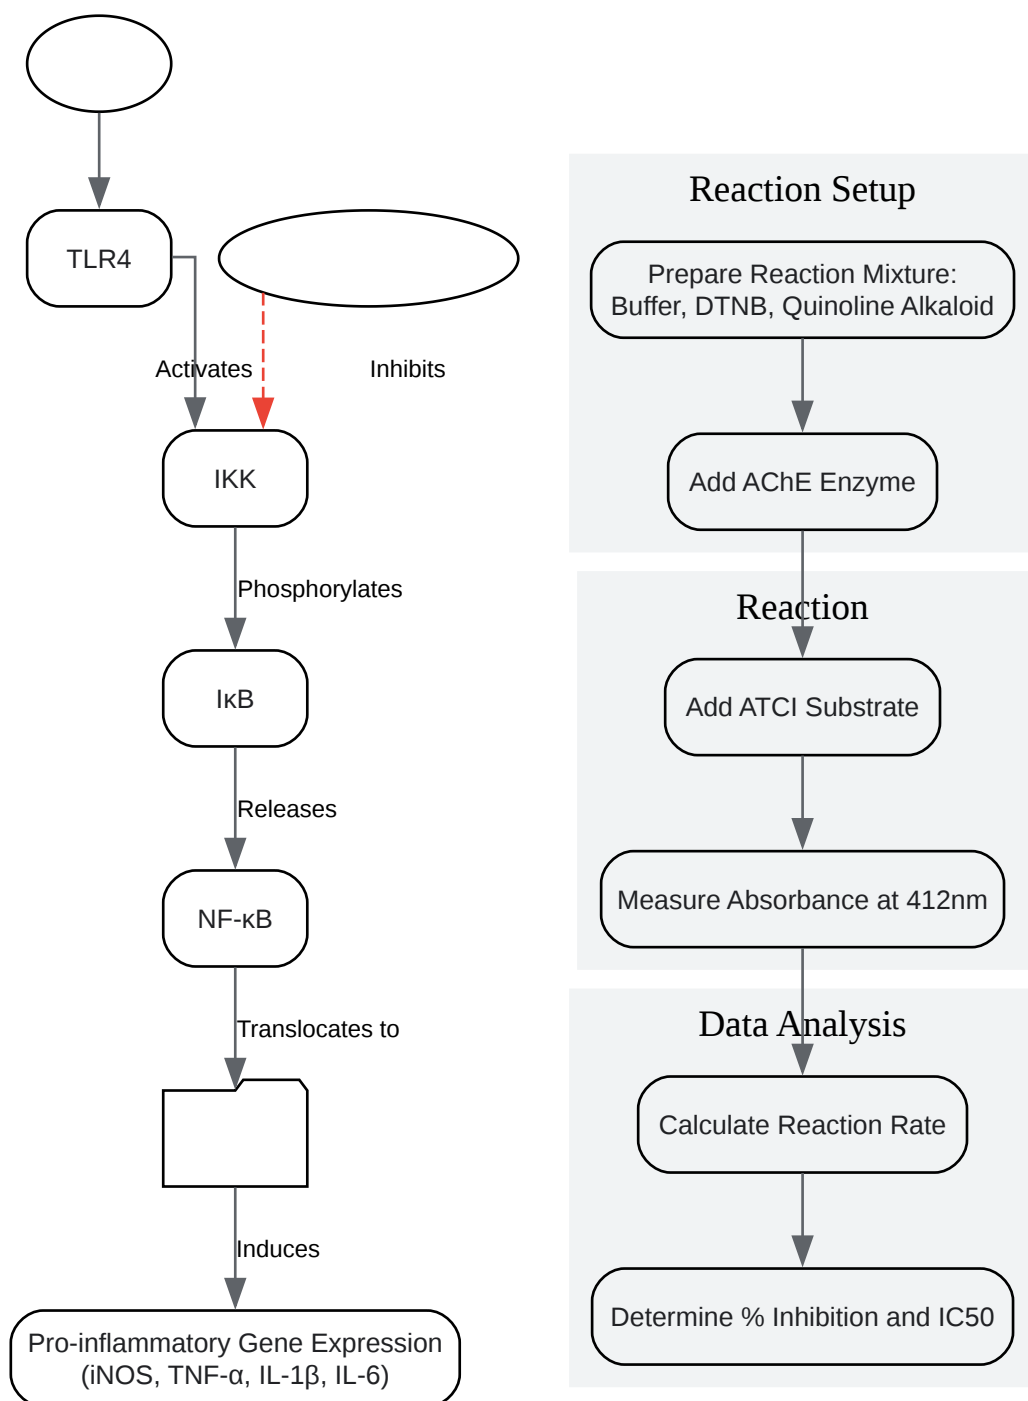 TLR4
Activates
Inhibits
IKK
Phosphorylates
IκB
Releases
NF-κB
Translocates to
Induces
Pro-inflammatory Gene Expression
(iNOS, TNF-α, IL-1β, IL-6)
Reaction Setup
Prepare Reaction Mixture:
Buffer, DTNB, Quinoline Alkaloid
Add AChE Enzyme
Reaction
Add ATCI Substrate
Measure Absorbance at 412nm
Data Analysis
Calculate Reaction Rate
Determine % Inhibition and IC50